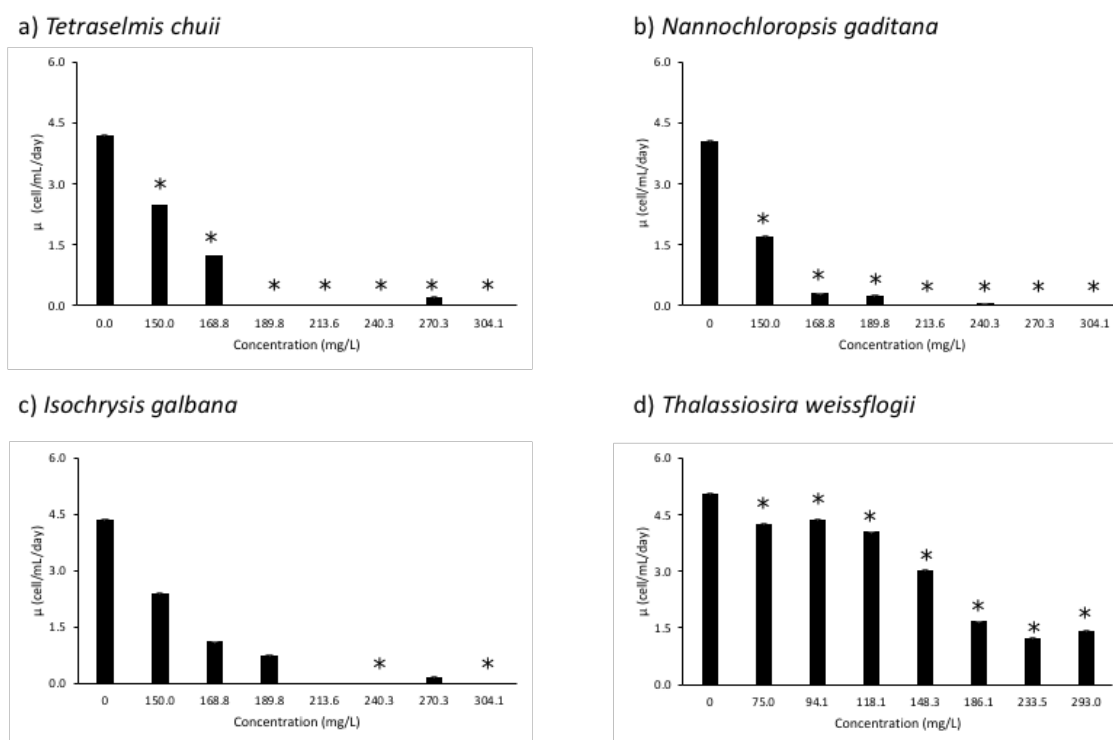 a) Tetraselmis chuii
6.0
4.5
3.0
1.5
0.0
μ (cell/mL/day)
* * * * * * *
0.0 150.0 168.8 189.8 213.6 240.3 270.3 304.1
Concentration (mg/L)
b) Nannochloropsis gaditana
6.0
4.5
3.0
1.5
0.0
μ (cell/mL/day)
* * * * * * *
0 150.0 168.8 189.8 213.6 240.3 270.3 304.1
Concentration (mg/L)
c) Isochrysis galbana
6.0
4.5
3.0
1.5
0.0
μ (cell/mL/day)
* *
0 150.0 168.8 189.8 213.6 240.3 270.3 304.1
Concentration (mg/L)
d) Thalassiosira weissflogii
6.0
4.5
3.0
1.5
0.0
μ (cell/mL/day)
* * * * * * *
0 75.0 94.1 118.1 148.3 186.1 233.5 293.0
Concentration (mg/L)